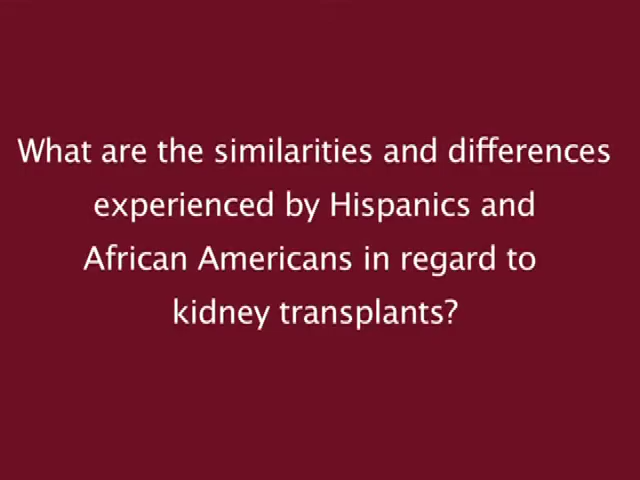 What are the similarities and differences
experienced by Hispanics and
African Americans in regard to
kidney transplants?